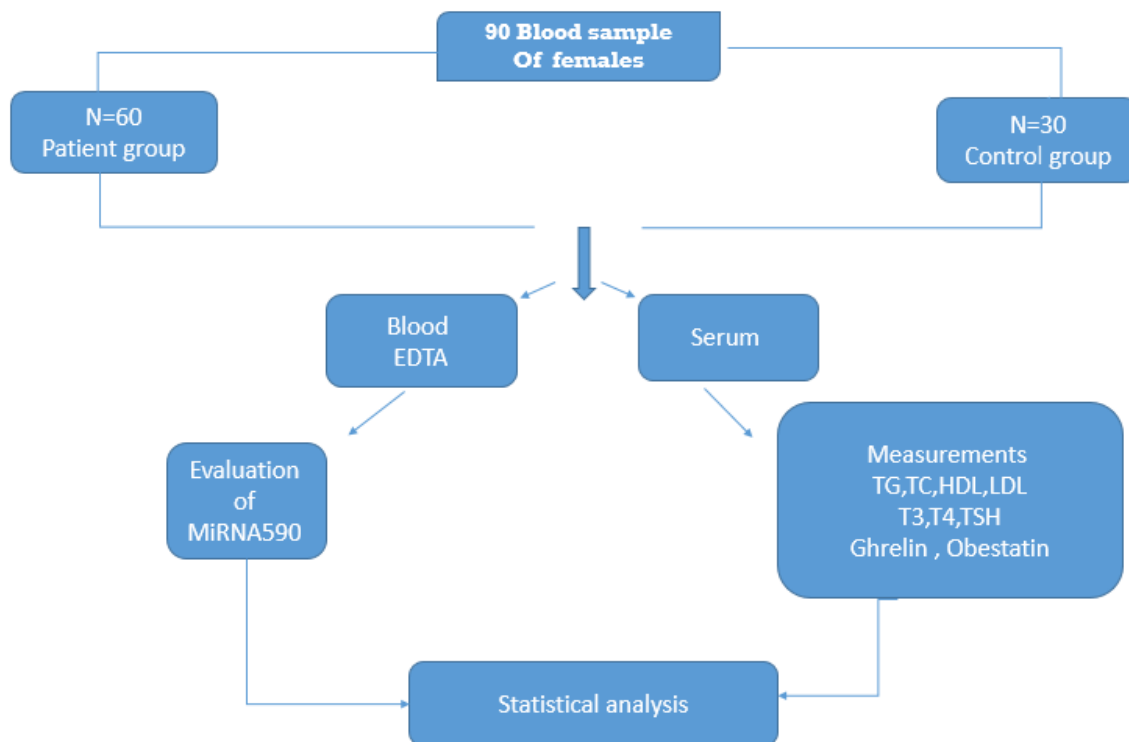 90 Blood sample
Of females
N=60
Patient group
N=30
Control group
Blood
EDTA
Serum
Evaluation
of
MiRNA590
Measurements
TG,TC,HDL,LDL
T3,T4,TSH
Ghrelin , Obestatin
Statistical analysis